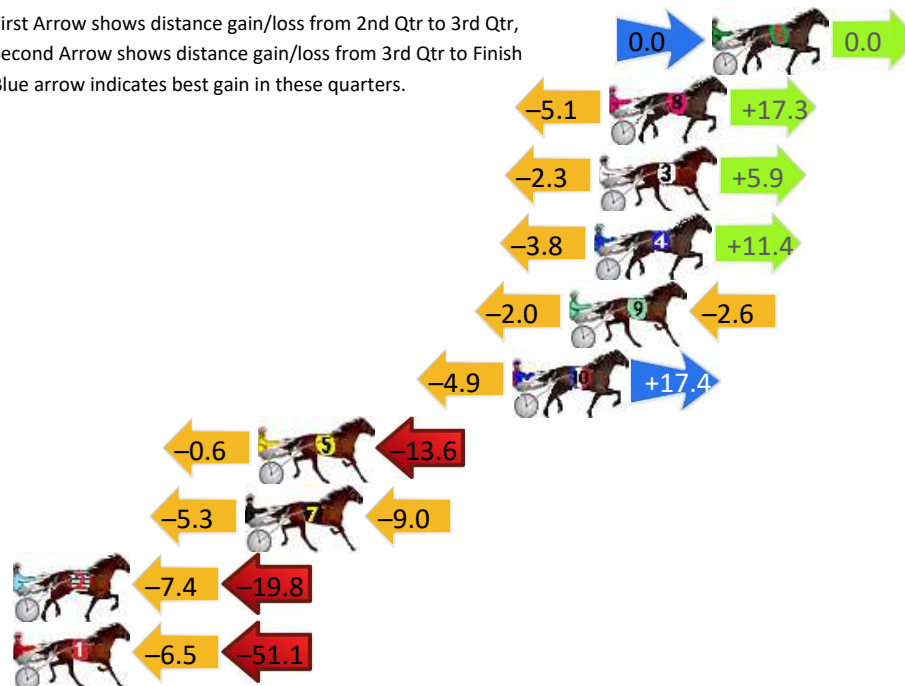 irst Arrow shows distance gain/loss from 2nd Qtr to 3rd Qtr,
Second Arrow shows distance gain/loss from 3rd Qtr to Finish
Blue arrow indicates best gain in these quarters.
0.0 6 0.0
−5.1 8 +17.3
−2.3 3 +5.9
−3.8 4 +11.4
−2.0 9 −2.6
−4.9 10 +17.4
−0.6 5 −13.6
−5.3 7 −9.0
2 −7.4 −19.8
1 −6.5 −51.1